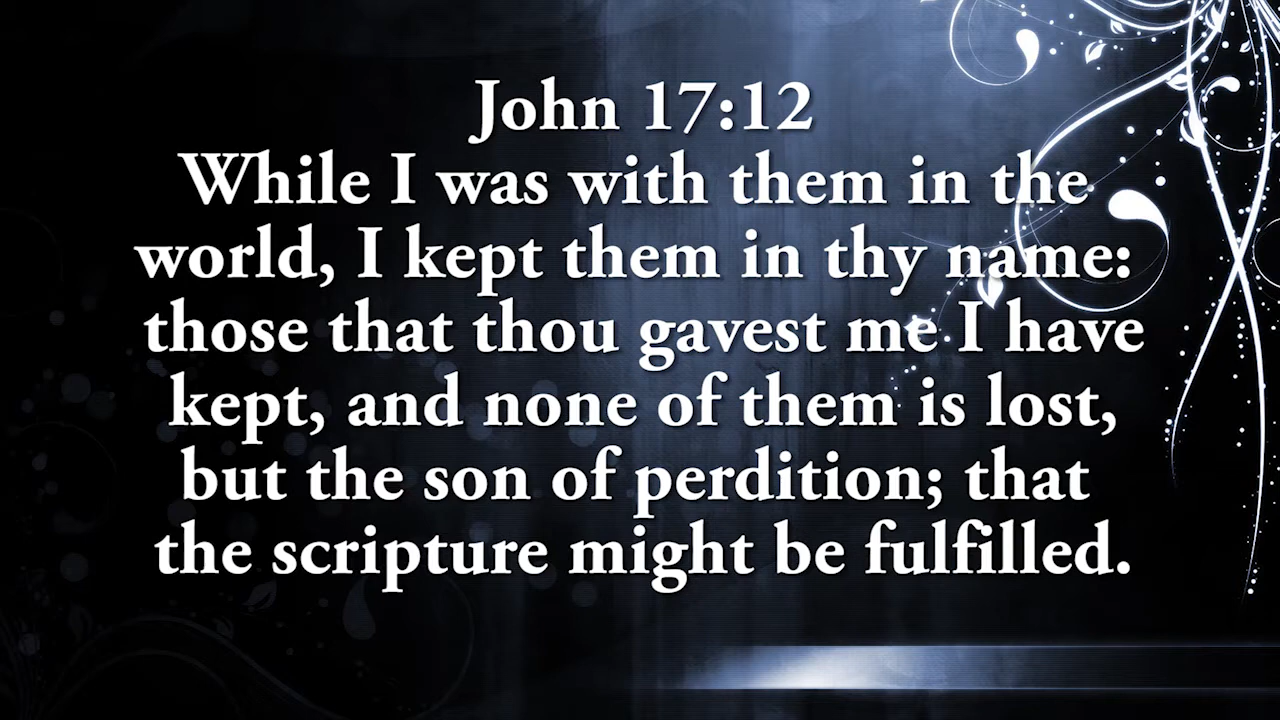 John 17:12
While I was with them in the
world, I kept them in thy name:
those that thou gavest me I have
kept, and none of them is lost,
but the son of perdition; that
the scripture might be fulfilled.